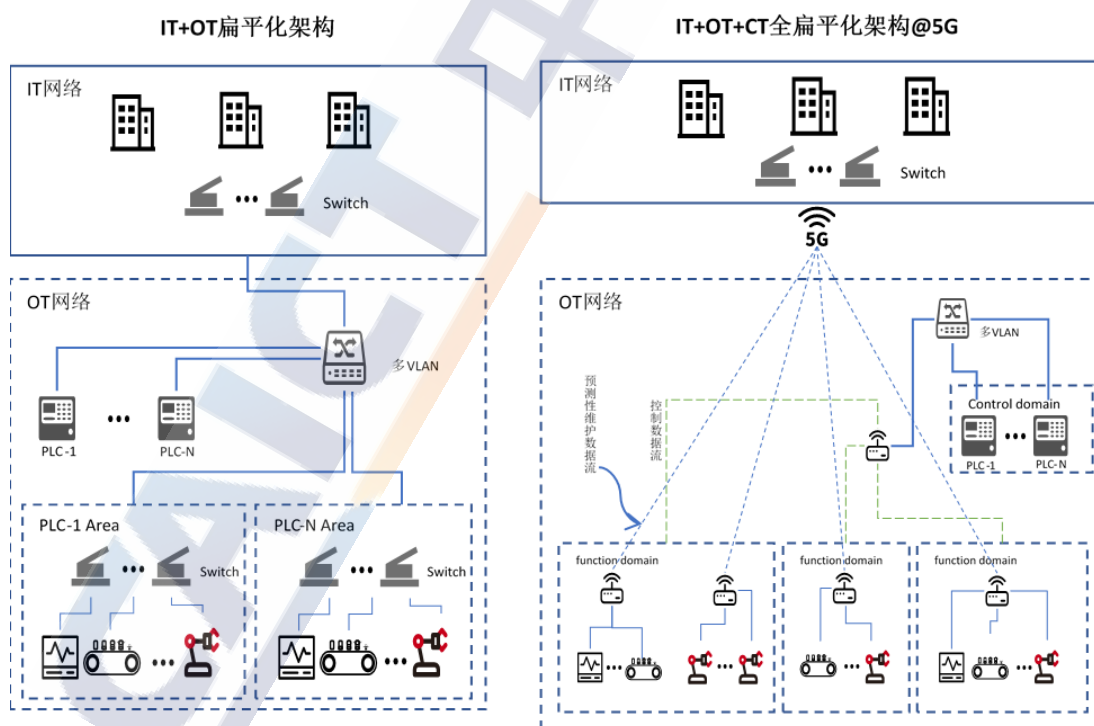 IT+OT扁平化架构
IT网络
Switch
OT网络
多VLAN
PLC-1
PLC-N
PLC-1 Area
Switch
PLC-N Area
Switch
IT+OT+CT全扁平化架构@5G
IT网络
Switch
5G
OT网络
多VLAN
预测性维护数据流
控制数据流
Control domain
PLC-1
PLC-N
function domain
function domain
function domain
CAICT